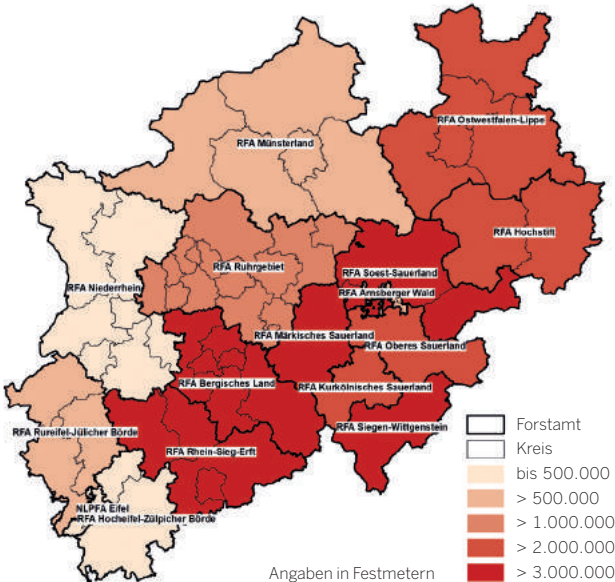 RFA Ostwestfalen-Lippe
RFA Münsterland
RFA Hochstift
RFA Ruhrgebiet
RFA Soest-Sauerland
RFA Niederrhein
RFA Arnsberger Wald
RFA Märkisches Sauerland
RFA Oberes Sauerland
RFA Bergisches Land
RFA Kurkölnisches Sauerland
RFA Siegen-Wittgenstein
RFA Rureifel-Jülicher Börde
RFA Rhein-Sieg-Erft
NLPFA Eifel
RFA Hocheifel-Zülpicher Börde
Forstamt
Kreis
bis 500.000
> 500.000
> 1.000.000
> 2.000.000
> 3.000.000
Angaben in Festmetern